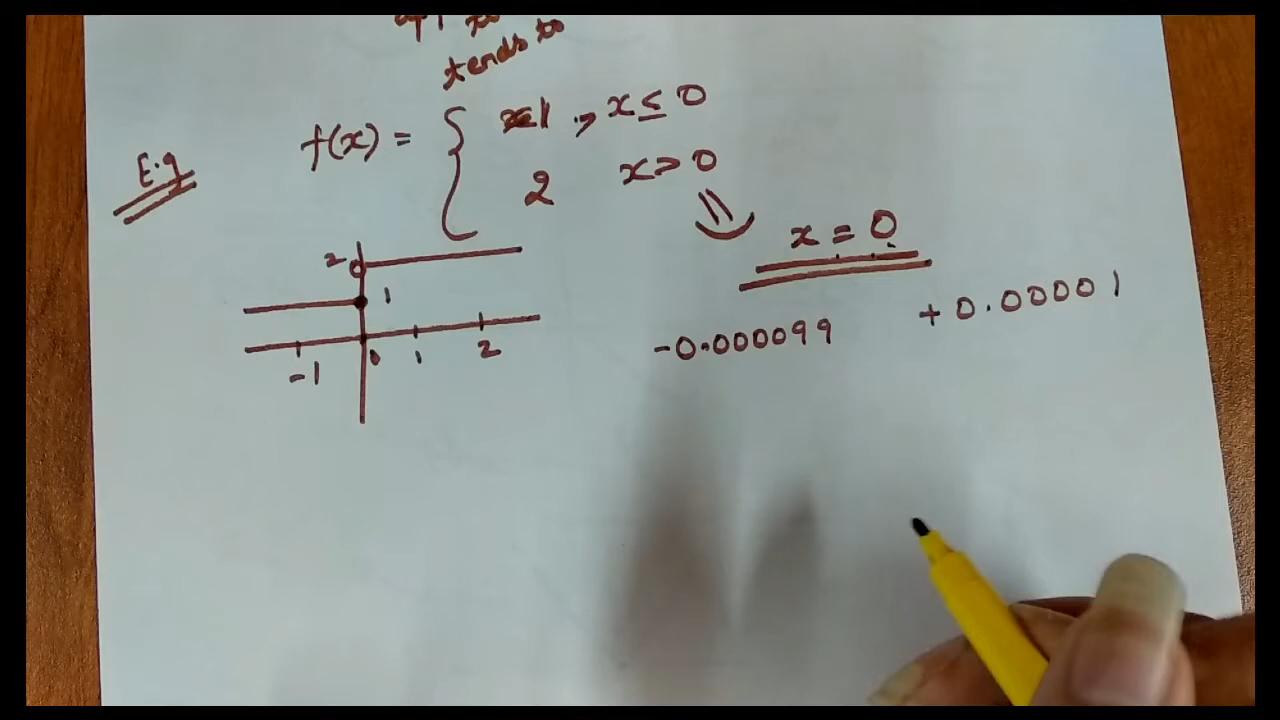 tends to
E.g
f(x) = { 1 , x ≤ 0
2 x > 0
x = 0
2
1
-1 0 1 2
-0.000099 +0.00001